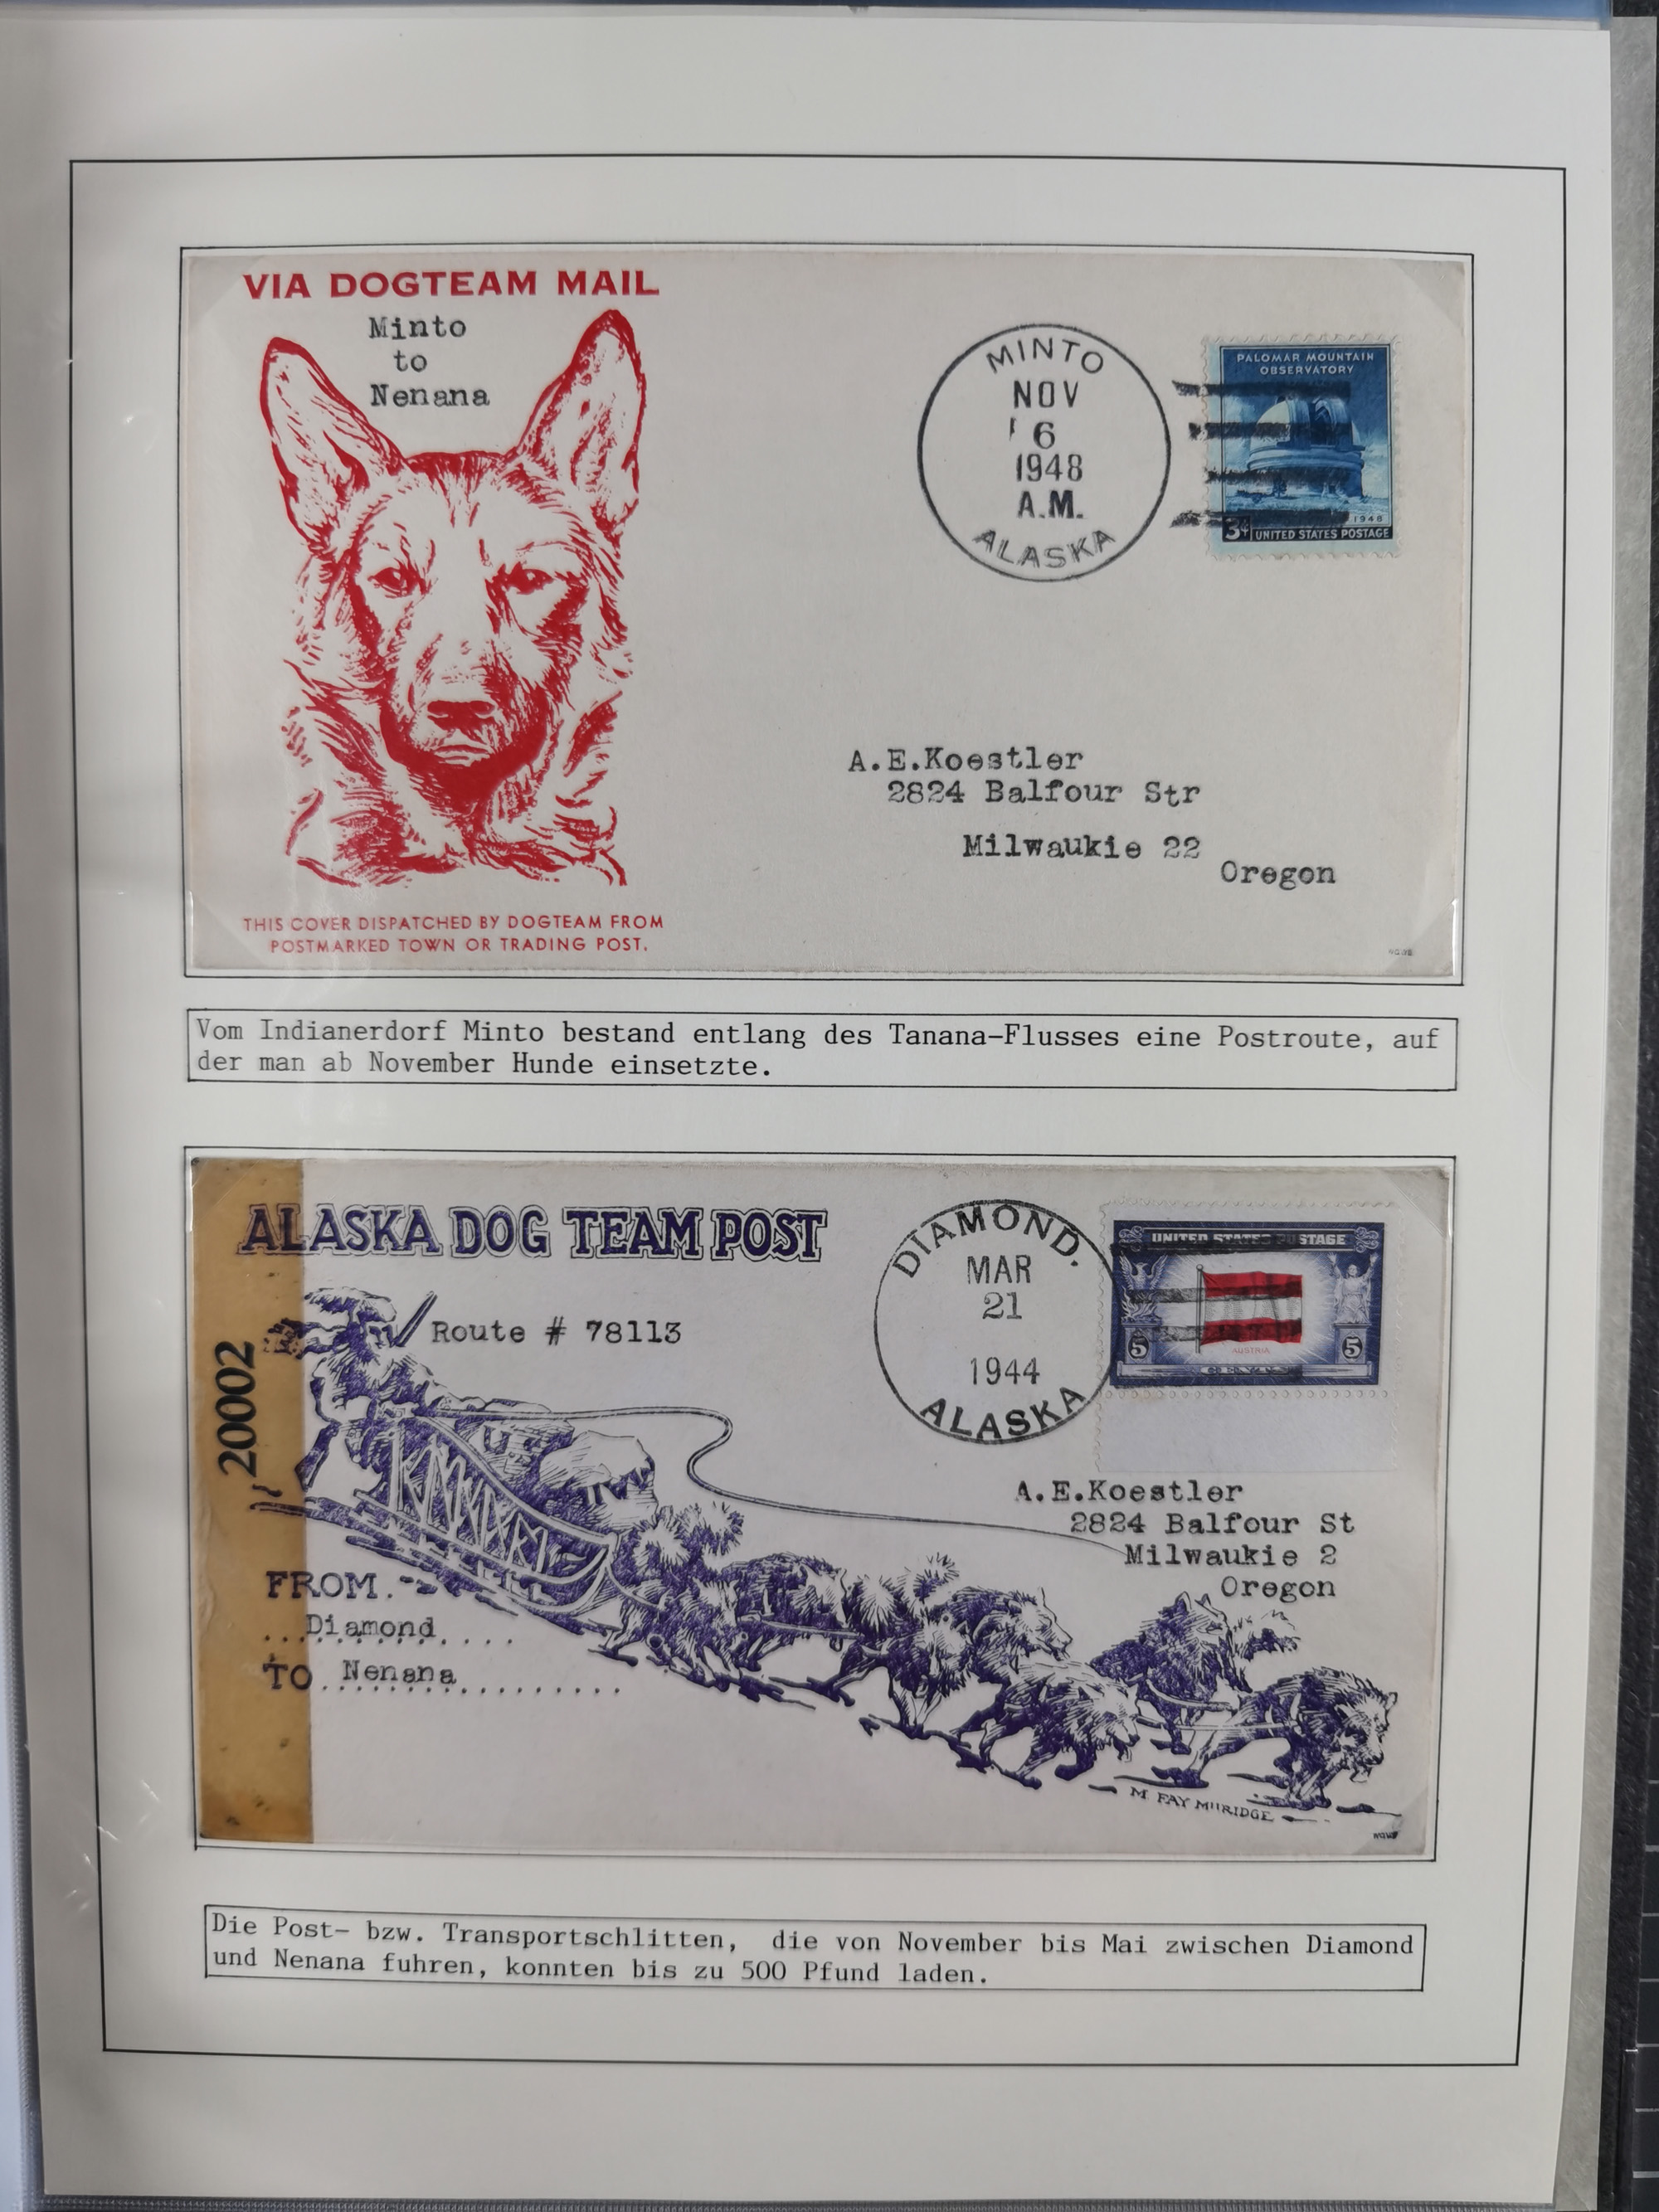 VIA DOGTEAM MAIL
Minto
to
Nenana
MINTO
NOV
6
1948
A.M.
ALASKA
PALOMAR MOUNTAIN
OBSERVATORY
1948
3¢ UNITED STATES POSTAGE
A.E.Koestler
2824 Balfour Str
Milwaukie 22
Oregon
THIS COVER DISPATCHED BY DOGTEAM FROM
POSTMARKED TOWN OR TRADING POST.
Vom Indianerdorf Minto bestand entlang des Tanana-Flusses eine Postroute, auf
der man ab November Hunde einsetzte.
ALASKA DOG TEAM POST
Route # 78113
20002
DIAMOND.
MAR
21
1944
ALASKA
UNITED STATES POSTAGE
AUSTRIA
5 5
CENTS
A.E.Koestler
2824 Balfour St
Milwaukie 2
Oregon
U.S.
FROM.
Diamond
TO Nenana
M. FAY
Die Post- bzw. Transportschlitten, die von November bis Mai zwischen Diamond
und Nenana fuhren, konnten bis zu 500 Pfund laden.